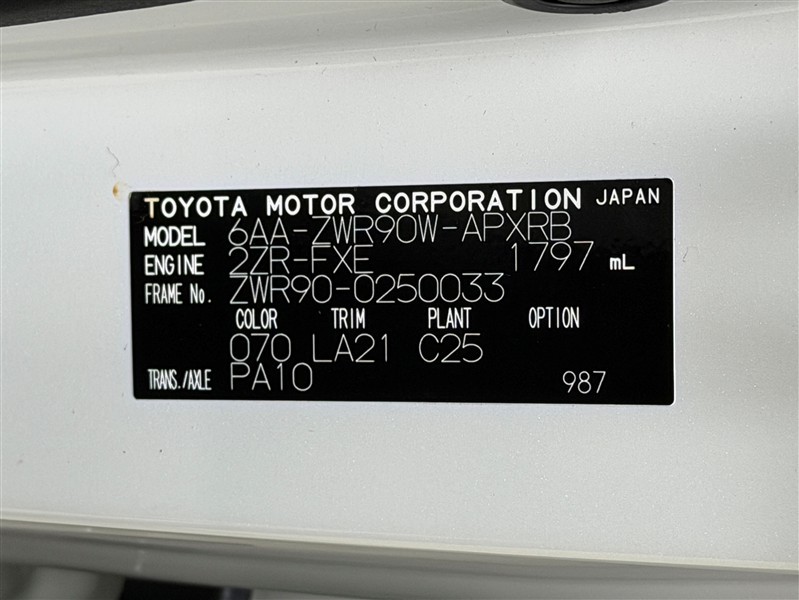 TOYOTA MOTOR CORPORATION JAPAN
MODEL 6AA-ZWR90W-APXRB
ENGINE 2ZR-FXE 1797 mL
FRAME No. ZWR90-0250033
COLOR TRIM PLANT OPTION
070 LA21 C25
TRANS./AXLE PA10 987